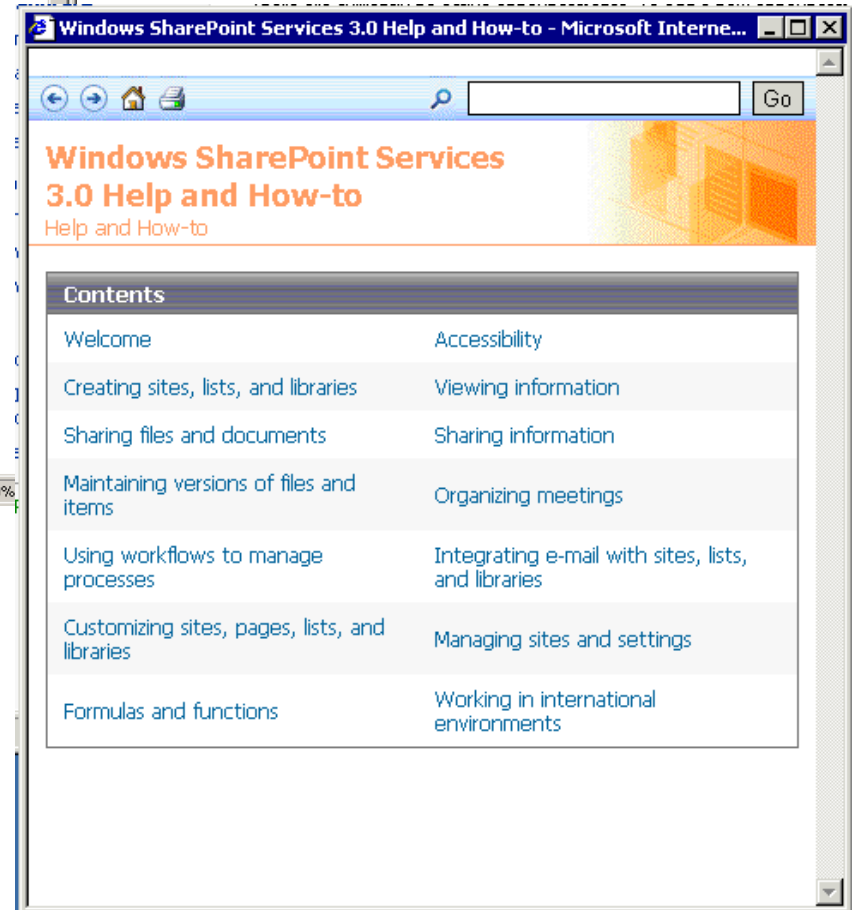 Windows SharePoint Services 3.0 Help and How-to - Microsoft Interne...
Go
Windows SharePoint Services
3.0 Help and How-to
Help and How-to
Contents
Welcome
Accessibility
Creating sites, lists, and libraries
Viewing information
Sharing files and documents
Sharing information
Maintaining versions of files and
items
Organizing meetings
Using workflows to manage
processes
Integrating e-mail with sites, lists,
and libraries
Customizing sites, pages, lists, and
libraries
Managing sites and settings
Formulas and functions
Working in international
environments